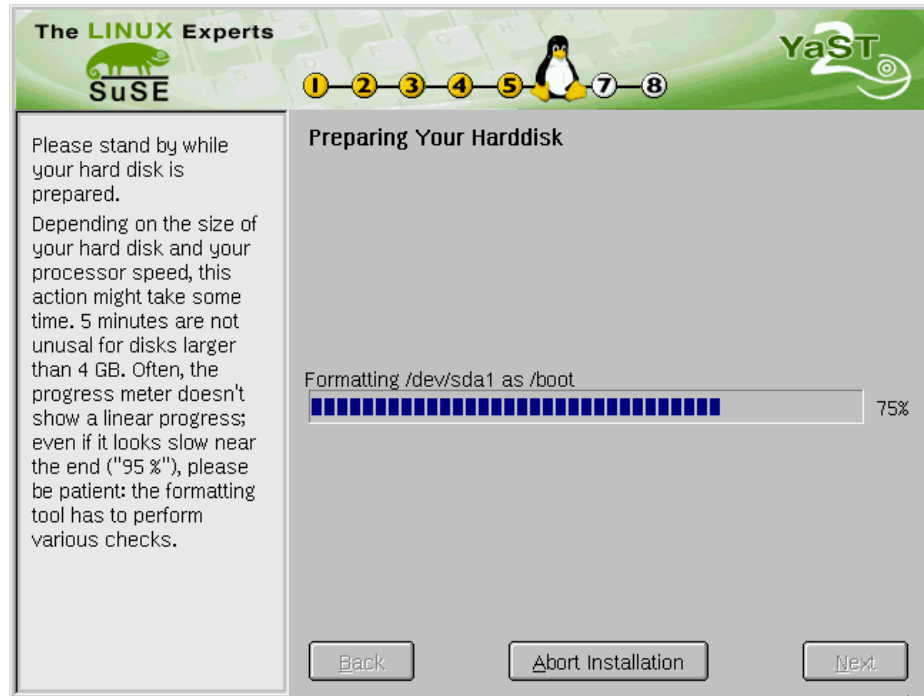 The LINUX Experts
SuSE
1 2 3 4 5 7 8
YaST
2
Please stand by while
your hard disk is
prepared.
Depending on the size of
your hard disk and your
processor speed, this
action might take some
time. 5 minutes are not
unusal for disks larger
than 4 GB. Often, the
progress meter doesn't
show a linear progress;
even if it looks slow near
the end ("95 %"), please
be patient: the formatting
tool has to perform
various checks.
Preparing Your Harddisk
Formatting /dev/sda1 as /boot
75%
Back
Abort Installation
Next